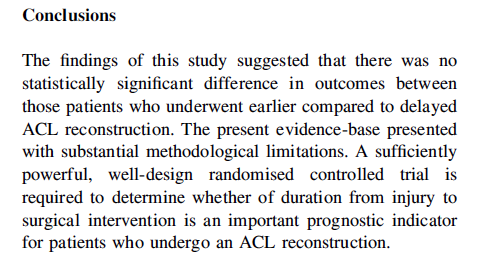 Conclusions
The findings of this study suggested that there was no
statistically significant difference in outcomes between
those patients who underwent earlier compared to delayed
ACL reconstruction. The present evidence-base presented
with substantial methodological limitations. A sufficiently
powerful, well-design randomised controlled trial is
required to determine whether of duration from injury to
surgical intervention is an important prognostic indicator
for patients who undergo an ACL reconstruction.